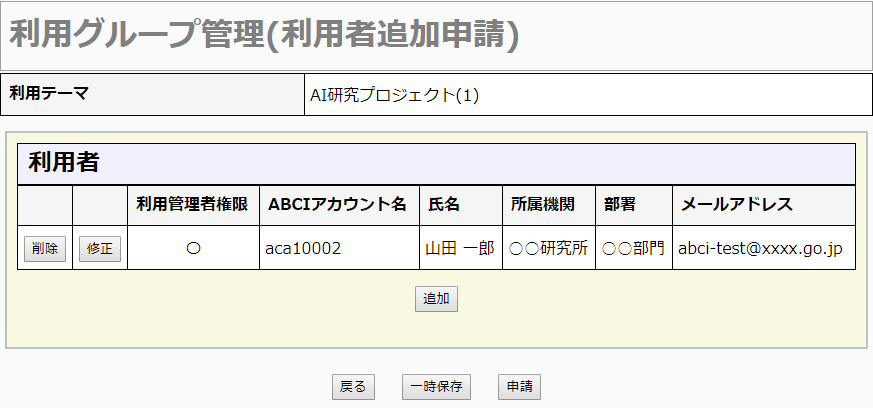 利用グループ管理(利用者追加申請)
利用テーマ AI研究プロジェクト(1)
利用者
利用管理者権限 ABCIアカウント名 氏名 所属機関 部署 メールアドレス
削除 修正 〇 aca10002 山田 一郎 〇〇研究所 〇〇部門 abci-test@xxxx.go.jp
追加
戻る 一時保存 申請